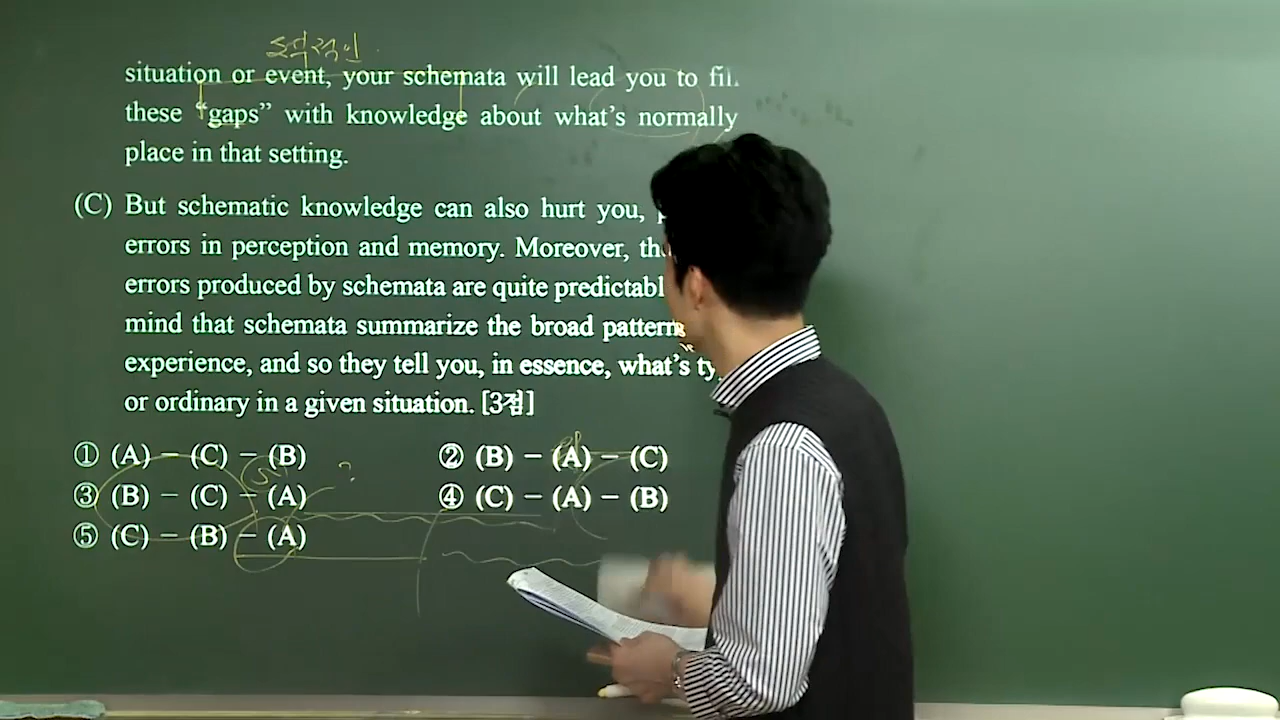 situation or event, your schemata will lead you to fill
these “gaps” with knowledge about what’s normally
place in that setting.
(C) But schematic knowledge can also hurt you,
errors in perception and memory. Moreover, the
errors produced by schemata are quite predictabl
mind that schemata summarize the broad patterns
experience, and so they tell you, in essence, what’s ty
or ordinary in a given situation. [3점]
① (A) － (C) － (B) ② (B) － (A) － (C)
③ (B) － (C) － (A) ④ (C) － (A) － (B)
⑤ (C) － (B) － (A)
?